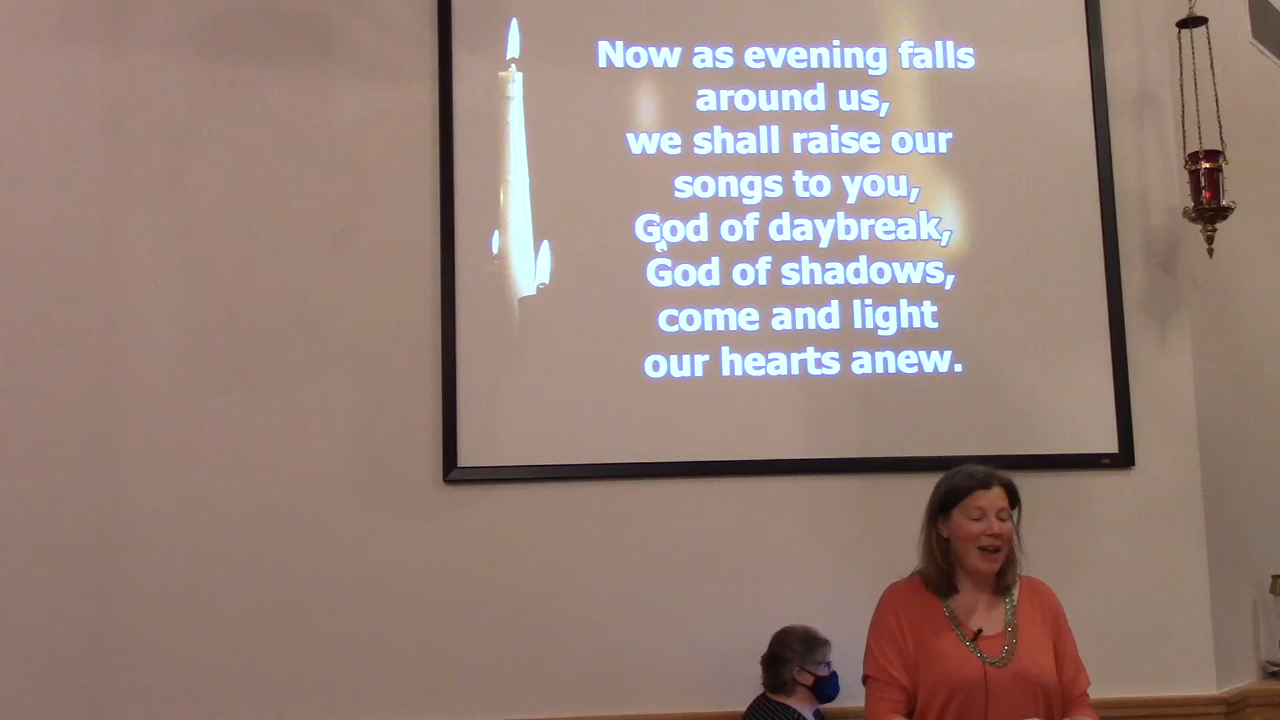 Now as evening falls
around us,
we shall raise our
songs to you,
God of daybreak,
God of shadows,
come and light
our hearts anew.